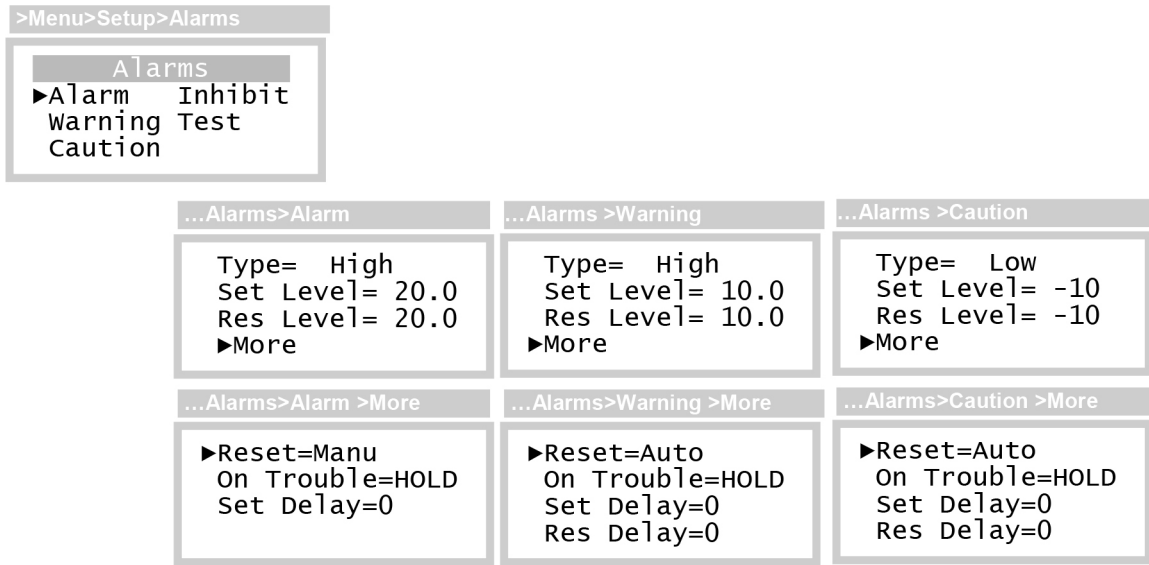 >Menu>Setup>Alarms
Alarms
►Alarm Inhibit
Warning Test
Caution
...Alarms>Alarm
Type= High
Set Level= 20.0
Res Level= 20.0
►More
...Alarms >Warning
Type= High
Set Level= 10.0
Res Level= 10.0
►More
...Alarms >Caution
Type= Low
Set Level= -10
Res Level= -10
►More
...Alarms>Alarm >More
►Reset=Manu
On Trouble=HOLD
Set Delay=0
...Alarms>Warning >More
►Reset=Auto
On Trouble=HOLD
Set Delay=0
Res Delay=0
...Alarms>Caution >More
►Reset=Auto
On Trouble=HOLD
Set Delay=0
Res Delay=0